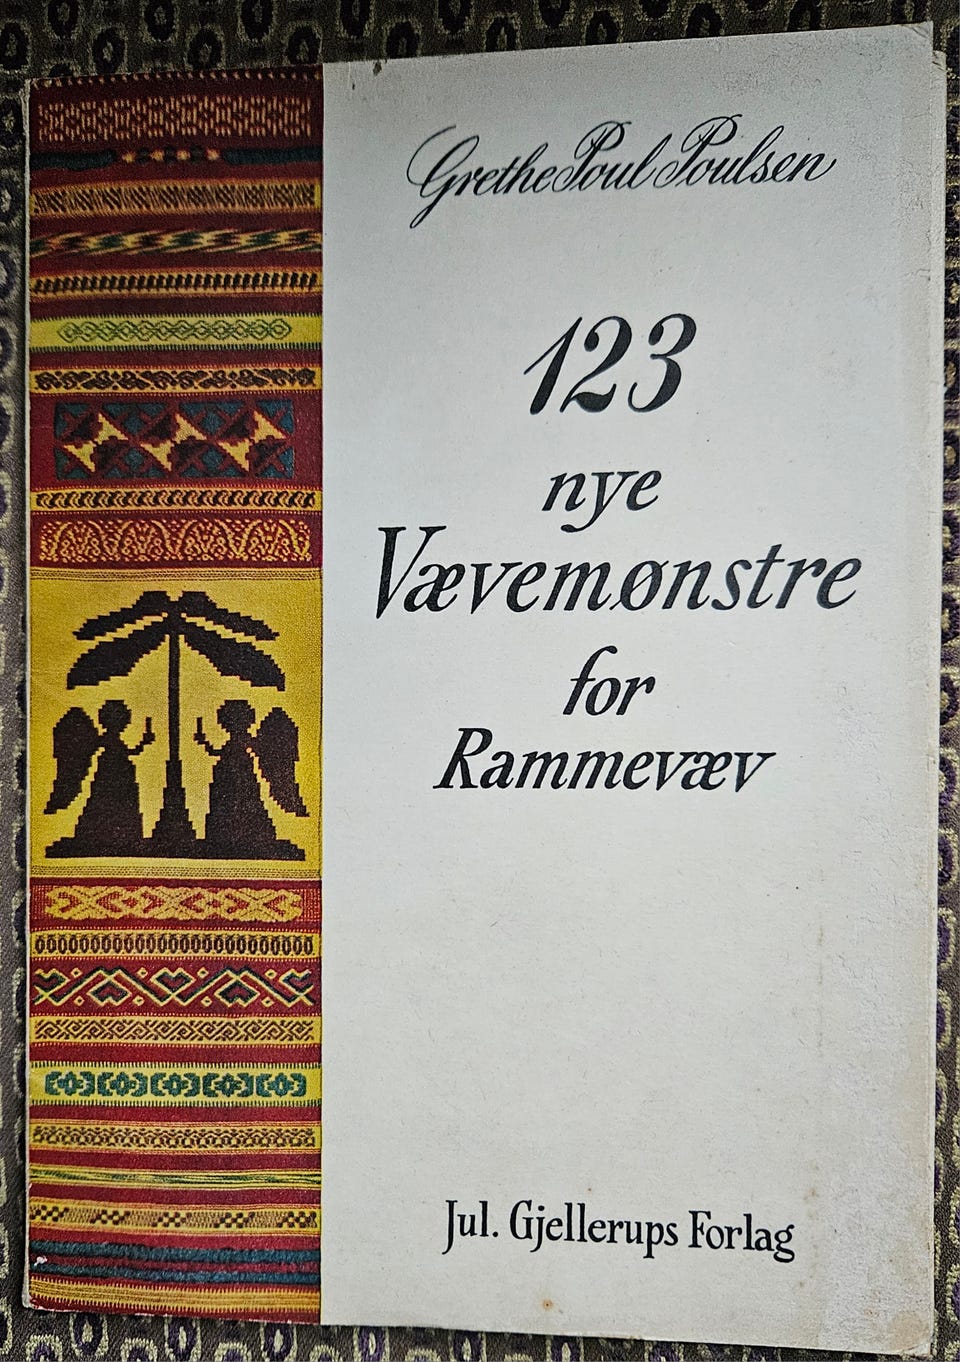 Grethe Poul Poulsen
123
nye
Vævemønstre
for
Rammevæv
Jul. Gjellerups Forlag